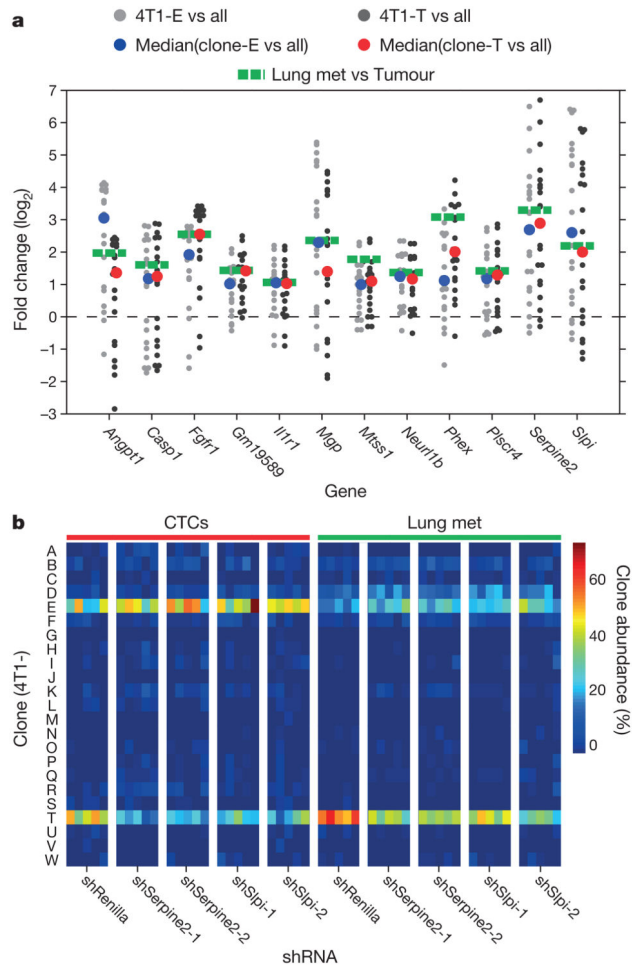 a
4T1-E vs all
4T1-T vs all
Median(clone-E vs all)
Median(clone-T vs all)
Lung met vs Tumour
7
6
5
4
3
2
1
0
−1
−2
−3
Fold change (log2)
Angpt1
Casp1
Fgfr1
Gm19589
Il1r1
Mgp
Mtss1
Neurl1b
Phex
Plscr4
Serpine2
Slpi
Gene
b
CTCs
Lung met
A
B
C
D
E
F
G
H
I
J
K
L
M
N
O
P
Q
R
S
T
U
V
W
Clone (4T1-)
60
40
20
0
Clone abundance (%)
shRenilla
shSerpine2-1
shSerpine2-2
shSlpi-1
shSlpi-2
shRenilla
shSerpine2-1
shSerpine2-2
shSlpi-1
shSlpi-2
shRNA